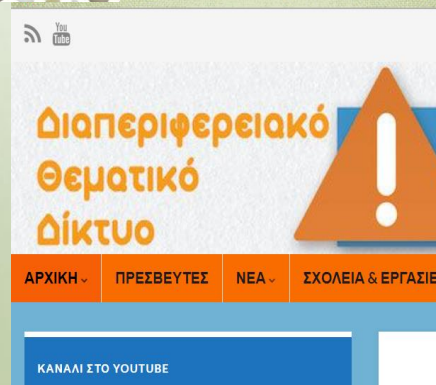 You
Tube
Διαπεριφερειακό
Θεματικό
Δίκτυο
ΑΡΧΙΚΗ ΠΡΕΣΒΕΥΤΕΣ ΝΕΑ ΣΧΟΛΕΙΑ & ΕΡΓΑΣΙΕ
ΚΑΝΑΛΙ ΣΤΟ YOUTUBE